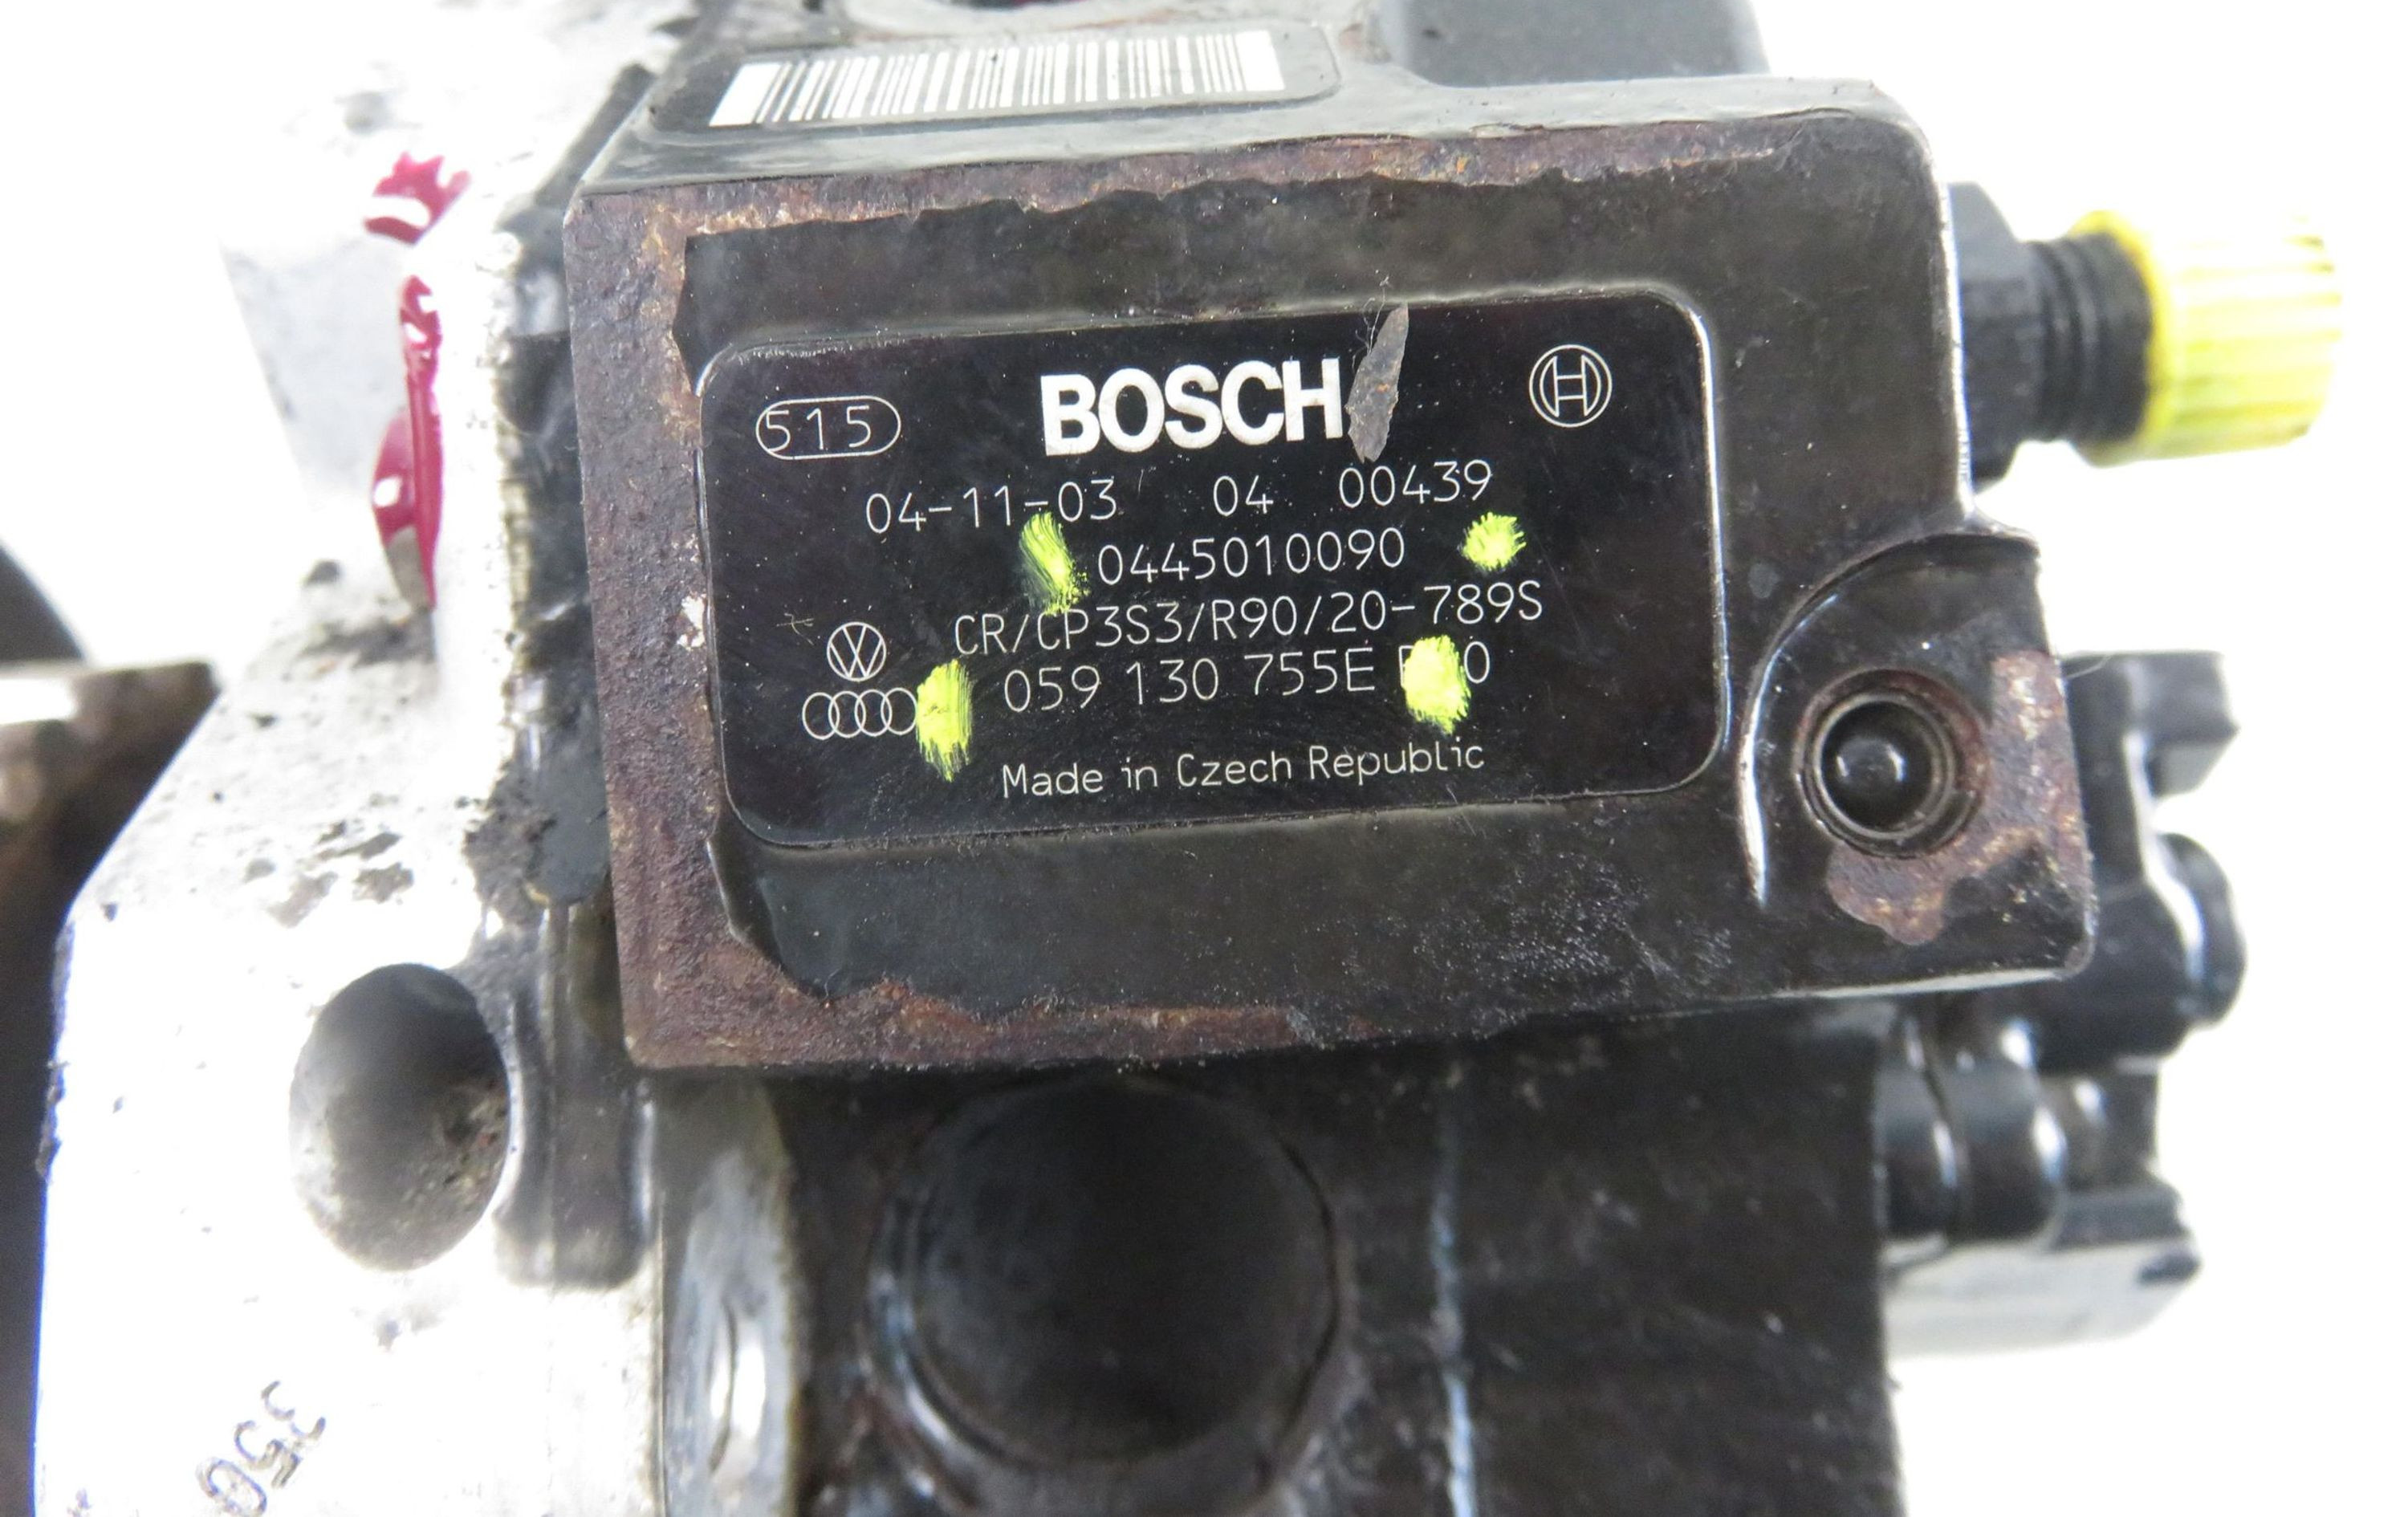 515 BOSCH
04-11-03 04 00439
0445010090
CR/CP3S3/R90/20-789S
059 130 755E
Made in Czech Republic
350